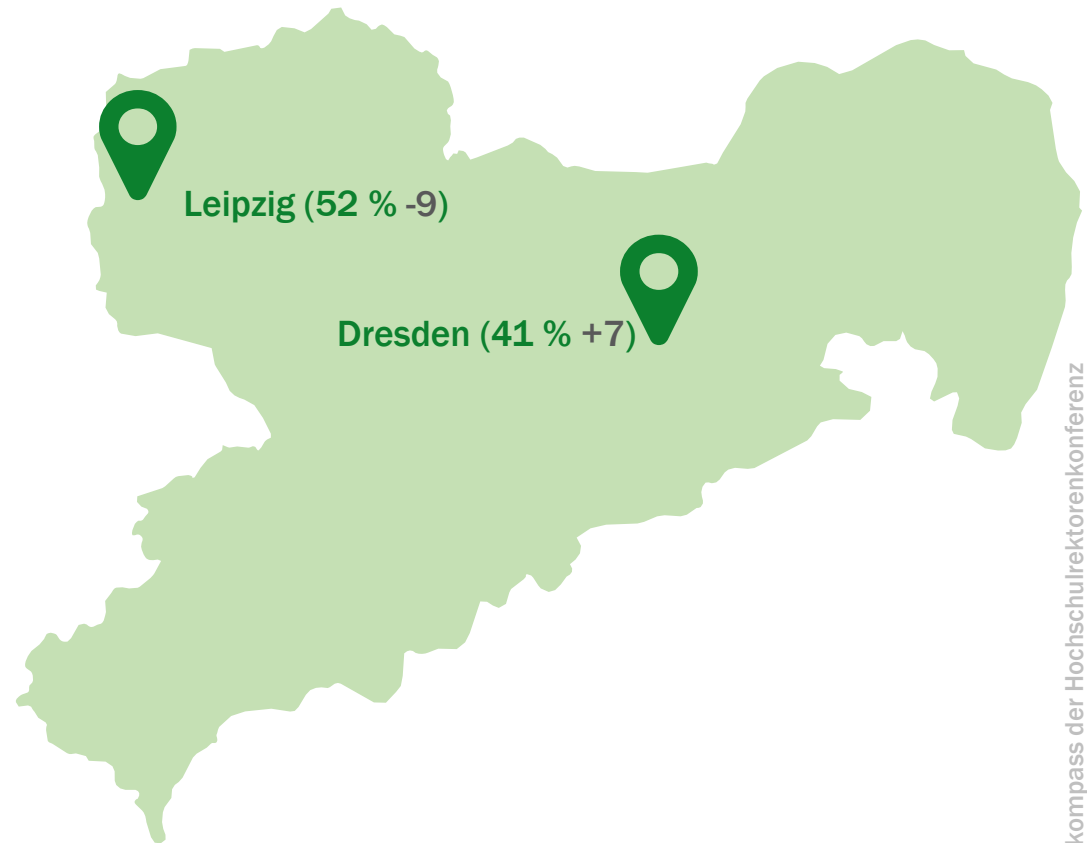 Leipzig (52 % -9)
Dresden (41 % +7)
kompass der Hochschulrektorenkonferenz